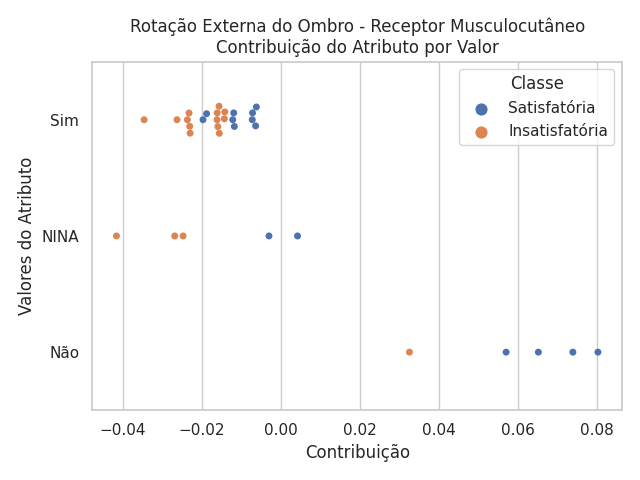 Rotação Externa do Ombro - Receptor Musculocutâneo
Contribuição do Atributo por Valor
Classe
Satisfatória
Insatisfatória
Valores do Atributo
Sim
NINA
Não
−0.04 −0.02 0.00 0.02 0.04 0.06 0.08
Contribuição